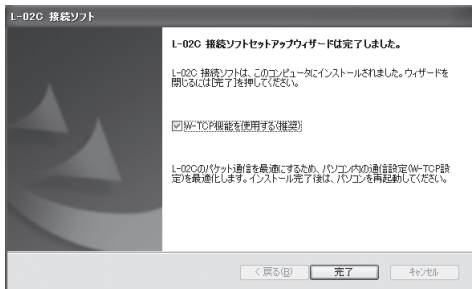 L-02C 接続ソフト
L-02C 接続ソフトセットアップウィザードは完了しました。
L-02C 接続ソフトは、このコンピュータにインストールされました。ウィザードを
閉じるには[完了]を押してください。
W-TCP機能を使用する(推奨)
L-02Cのパケット通信を最適にするため、パソコン内の通信設定(W-TCP設
定)を最適化します。インストール完了後は、パソコンを再起動してください。
< 戻る(B)
完了
キャンセル